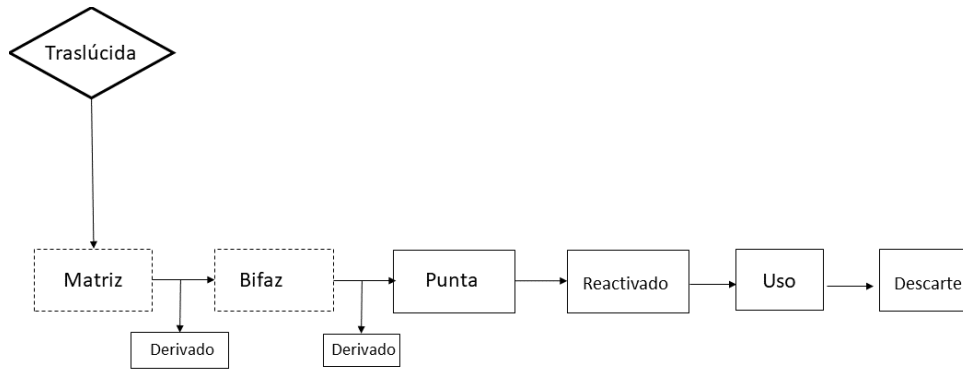 Traslúcida
Matriz
Bifaz
Punta
Reactivado
Uso
Descarte
Derivado
Derivado